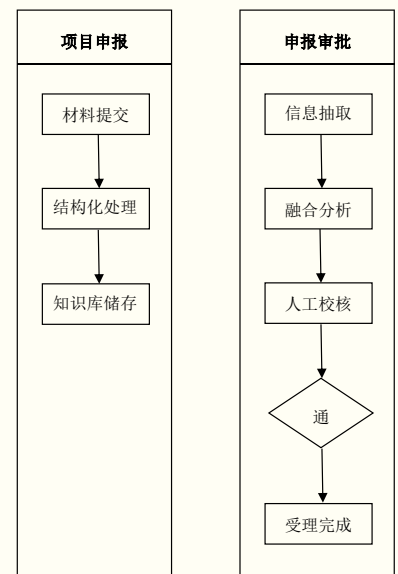 项目申报
材料提交
结构化处理
知识库储存
申报审批
信息抽取
融合分析
人工校核
通
受理完成